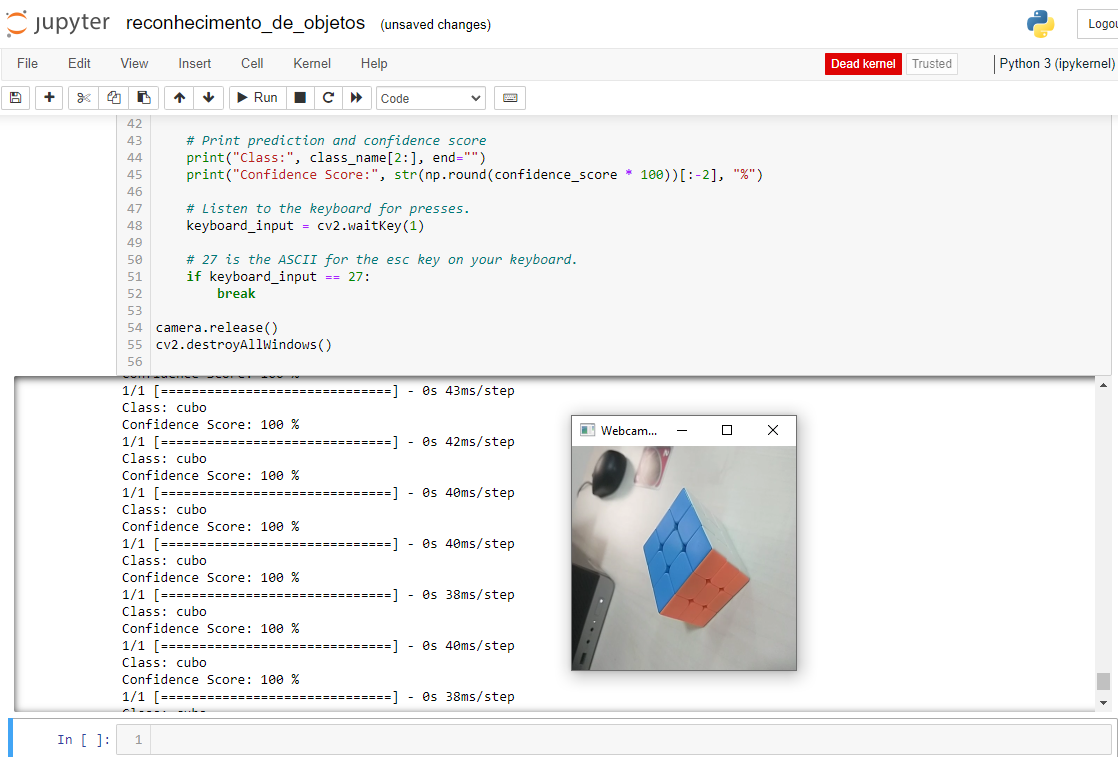 jupyter reconhecimento_de_objetos (unsaved changes)
Logou
File Edit View Insert Cell Kernel Help
Dead kernel Trusted Python 3 (ipykernel)
Run Code
42
43 # Print prediction and confidence score
44 print("Class:", class_name[2:], end="")
45 print("Confidence Score:", str(np.round(confidence_score * 100))[:-2], "%")
46
47 # Listen to the keyboard for presses.
48 keyboard_input = cv2.waitKey(1)
49
50 # 27 is the ASCII for the esc key on your keyboard.
51 if keyboard_input == 27:
52 break
53
54 camera.release()
55 cv2.destroyAllWindows()
56
Confidence Score: 100 %
1/1 [==============================] - 0s 43ms/step
Class: cubo
Confidence Score: 100 %
1/1 [==============================] - 0s 42ms/step
Class: cubo
Confidence Score: 100 %
1/1 [==============================] - 0s 40ms/step
Class: cubo
Confidence Score: 100 %
1/1 [==============================] - 0s 40ms/step
Class: cubo
Confidence Score: 100 %
1/1 [==============================] - 0s 38ms/step
Class: cubo
Confidence Score: 100 %
1/1 [==============================] - 0s 40ms/step
Class: cubo
Confidence Score: 100 %
1/1 [==============================] - 0s 38ms/step
Class: cubo
Webcam...
In [ ]: 1